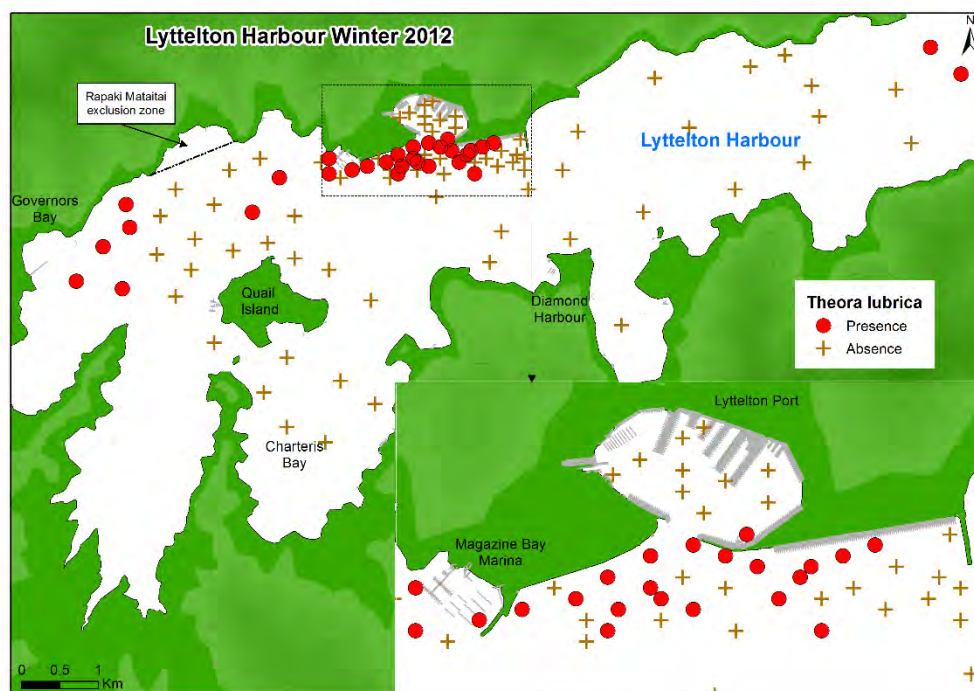 Lyttelton Harbour Winter 2012
N
Rapaki Mataitai
exclusion zone
Lyttelton Harbour
Governors
Bay
Quail
Island
Diamond
Harbour
Theora lubrica
Presence
Absence
Charteris
Bay
Lyttelton Port
Magazine Bay
Marina
0 0.5 1
Km